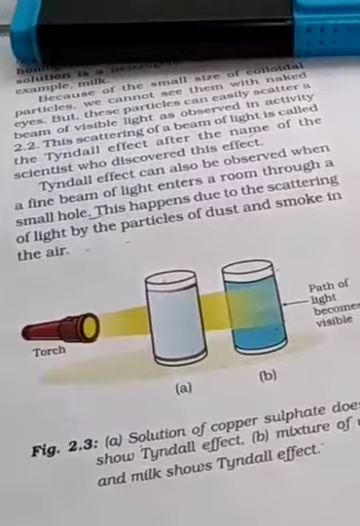 solution is a
example, milk.
Because of the small size of colloidal
particles, we cannot see them with naked
eyes. But, these particles can easily scatter a
beam of visible light as observed in activity
2.2. This scattering of a beam of light is called
the Tyndall effect after the name of the
scientist who discovered this effect.
Tyndall effect can also be observed when
a fine beam of light enters a room through a
small hole. This happens due to the scattering
of light by the particles of dust and smoke in
the air.
Path of
light
becomes
visible
Torch
(a)
(b)
Fig. 2.3: (a) Solution of copper sulphate doe
show Tyndall effect, (b) mixture of
and milk shows Tyndall effect.